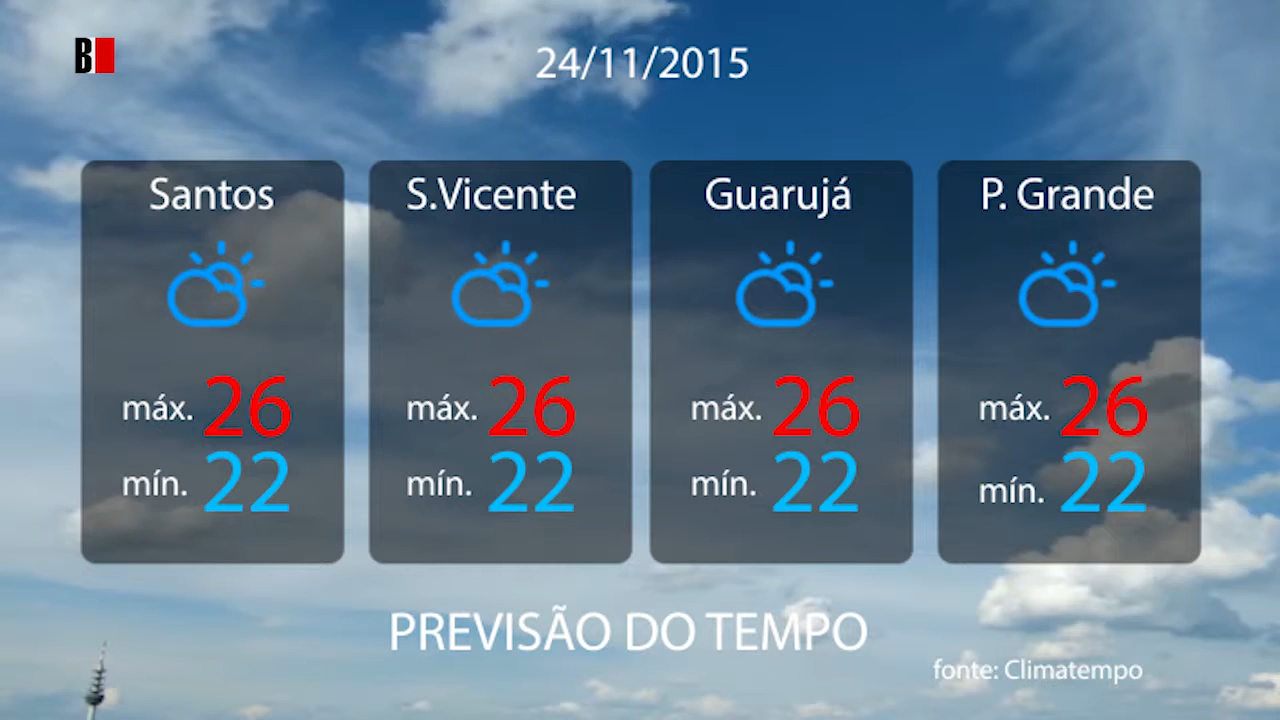 B
24/11/2015
Santos
máx. 26
mín. 22
S.Vicente
máx. 26
mín. 22
Guarujá
máx. 26
mín. 22
P. Grande
máx. 26
mín. 22
PREVISÃO DO TEMPO
fonte: Climatempo